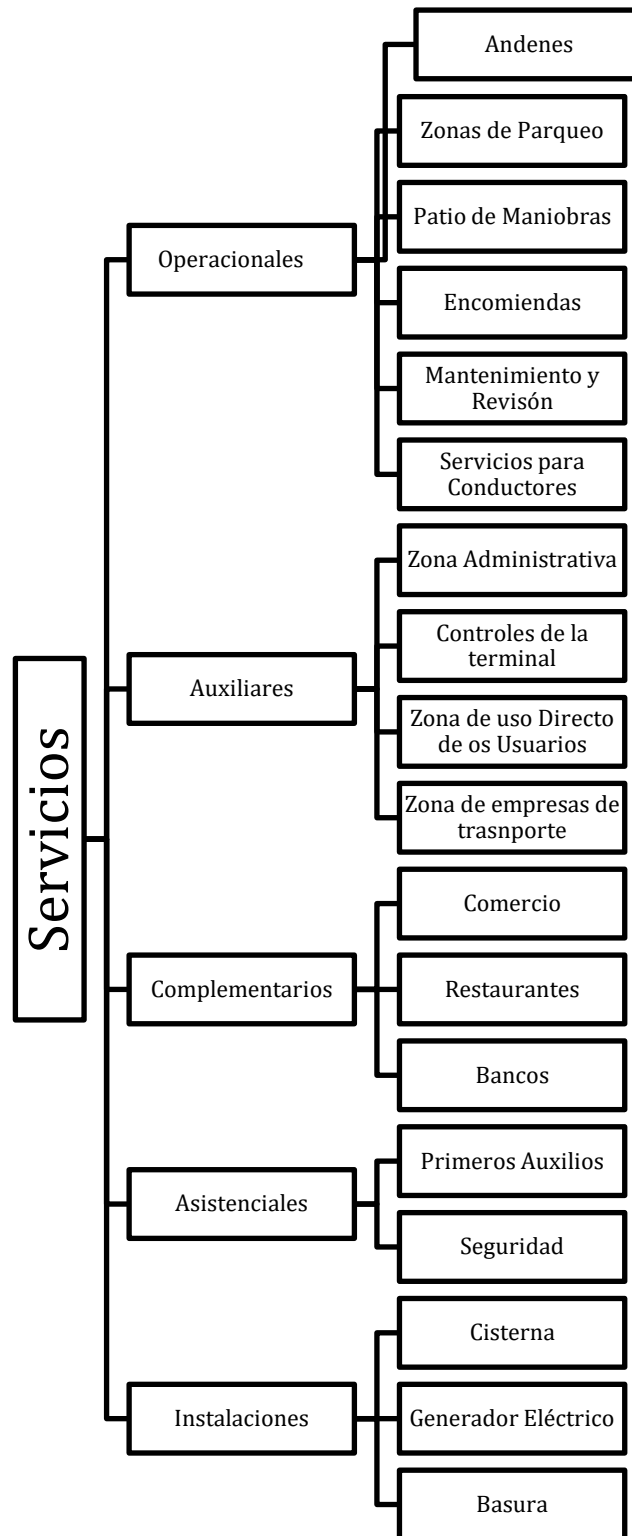 Servicios
Operacionales
Andenes
Zonas de Parqueo
Patio de Maniobras
Encomiendas
Mantenimiento y
Revisón
Servicios para
Conductores
Auxiliares
Zona Administrativa
Controles de la
terminal
Zona de uso Directo
de os Usuarios
Zona de empresas de
trasnporte
Complementarios
Comercio
Restaurantes
Bancos
Asistenciales
Primeros Auxilios
Seguridad
Instalaciones
Cisterna
Generador Eléctrico
Basura